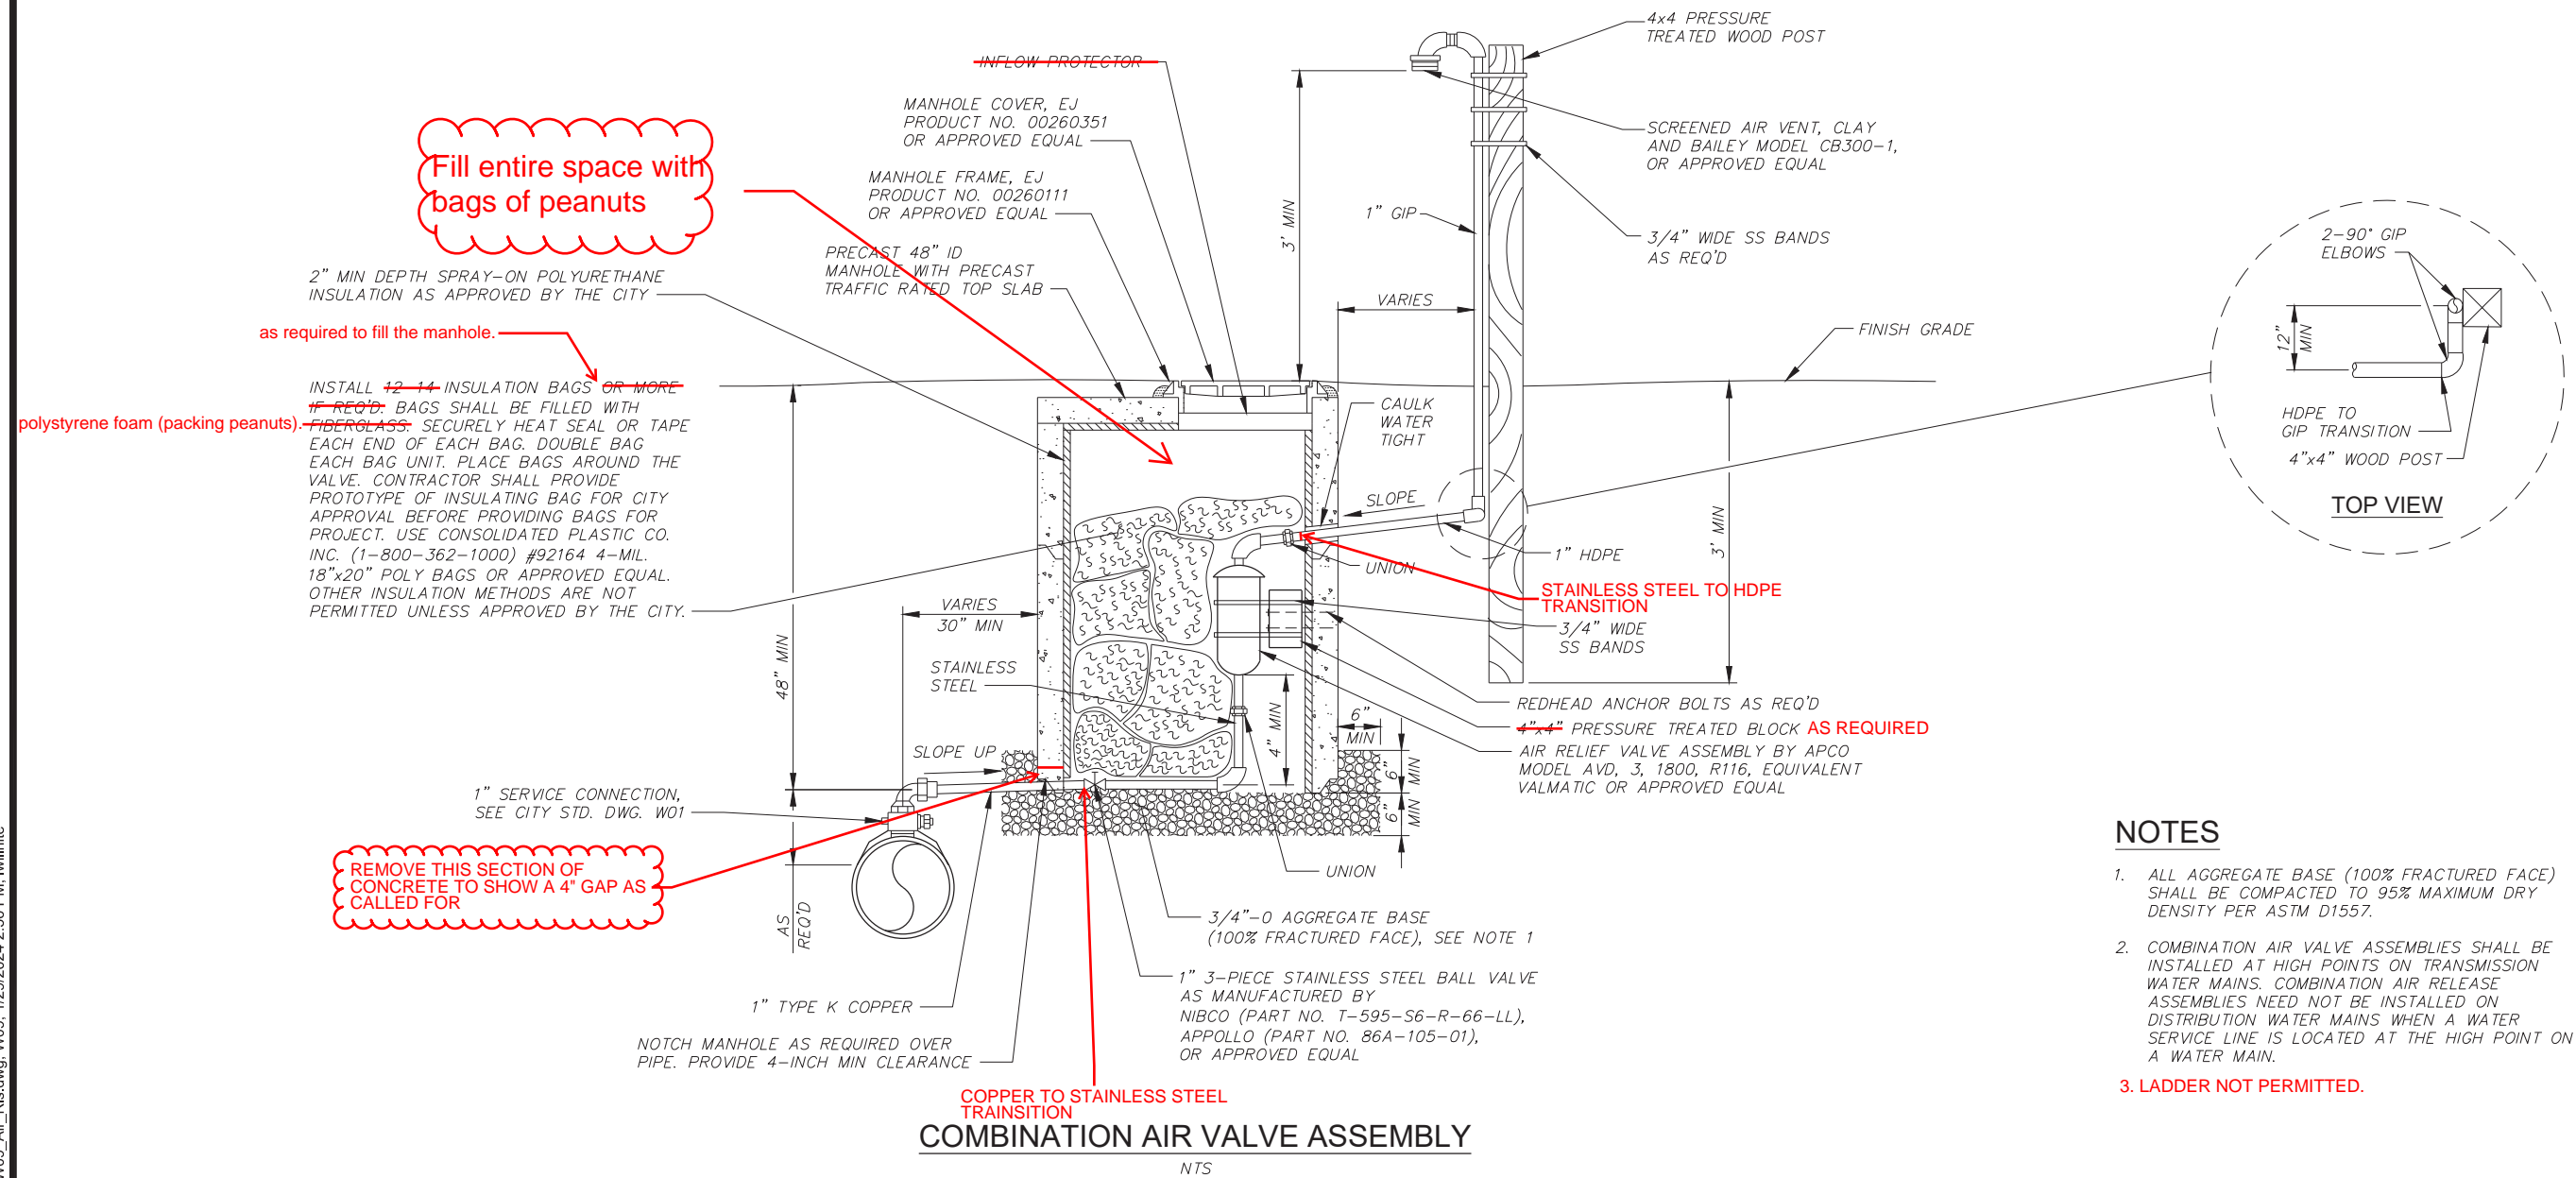 4x4 PRESSURE
TREATED WOOD POST
INFLOW PROTECTOR
MANHOLE COVER, EJ
PRODUCT NO. 00260351
OR APPROVED EQUAL
SCREENED AIR VENT, CLAY
AND BAILEY MODEL CB300-1,
OR APPROVED EQUAL
Fill entire space with
bags of peanuts
MANHOLE FRAME, EJ
PRODUCT NO. 00260111
OR APPROVED EQUAL
3' MIN
1" GIP
3/4" WIDE SS BANDS
AS REQ'D
PRECAST 48" ID
MANHOLE WITH PRECAST
TRAFFIC RATED TOP SLAB
2" MIN DEPTH SPRAY-ON POLYURETHANE
INSULATION AS APPROVED BY THE CITY
VARIES
FINISH GRADE
2-90° GIP
ELBOWS
12"
MIN
HDPE TO
GIP TRANSITION
4"x4" WOOD POST
TOP VIEW
as required to fill the manhole.
INSTALL 12-14 INSULATION BAGS OR MORE
IF REQ'D. BAGS SHALL BE FILLED WITH
polystyrene foam (packing peanuts).
FIBERGLASS. SECURELY HEAT SEAL OR TAPE
EACH END OF EACH BAG. DOUBLE BAG
EACH BAG UNIT. PLACE BAGS AROUND THE
VALVE. CONTRACTOR SHALL PROVIDE
PROTOTYPE OF INSULATING BAG FOR CITY
APPROVAL BEFORE PROVIDING BAGS FOR
PROJECT. USE CONSOLIDATED PLASTIC CO.
INC. (1-800-362-1000) #92164 4-MIL.
18"x20" POLY BAGS OR APPROVED EQUAL.
OTHER INSULATION METHODS ARE NOT
PERMITTED UNLESS APPROVED BY THE CITY.
CAULK
WATER
TIGHT
SLOPE
1" HDPE
UNION
3' MIN
STAINLESS STEEL TO HDPE
TRANSITION
3/4" WIDE
SS BANDS
VARIES
30" MIN
48" MIN
STAINLESS
STEEL
4" MIN
6"
MIN
6"
MIN
6"
MIN
REDHEAD ANCHOR BOLTS AS REQ'D
4"x4" PRESSURE TREATED BLOCK AS REQUIRED
AIR RELIEF VALVE ASSEMBLY BY APCO
MODEL AVD, 3, 1800, R116, EQUIVALENT
VALMATIC OR APPROVED EQUAL
SLOPE UP
1" SERVICE CONNECTION,
SEE CITY STD. DWG. W01
REMOVE THIS SECTION OF
CONCRETE TO SHOW A 4" GAP AS
CALLED FOR
AS
REQ'D
UNION
3/4"-0 AGGREGATE BASE
(100% FRACTURED FACE), SEE NOTE 1
1" 3-PIECE STAINLESS STEEL BALL VALVE
AS MANUFACTURED BY
NIBCO (PART NO. T-595-S6-R-66-LL),
APPOLLO (PART NO. 86A-105-01),
OR APPROVED EQUAL
1" TYPE K COPPER
NOTCH MANHOLE AS REQUIRED OVER
PIPE. PROVIDE 4-INCH MIN CLEARANCE
COPPER TO STAINLESS STEEL
TRAINSITION
COMBINATION AIR VALVE ASSEMBLY
NTS
NOTES
1. ALL AGGREGATE BASE (100% FRACTURED FACE)
SHALL BE COMPACTED TO 95% MAXIMUM DRY
DENSITY PER ASTM D1557.
2. COMBINATION AIR VALVE ASSEMBLIES SHALL BE
INSTALLED AT HIGH POINTS ON TRANSMISSION
WATER MAINS. COMBINATION AIR RELEASE
ASSEMBLIES NEED NOT BE INSTALLED ON
DISTRIBUTION WATER MAINS WHEN A WATER
SERVICE LINE IS LOCATED AT THE HIGH POINT ON
A WATER MAIN.
3. LADDER NOT PERMITTED.